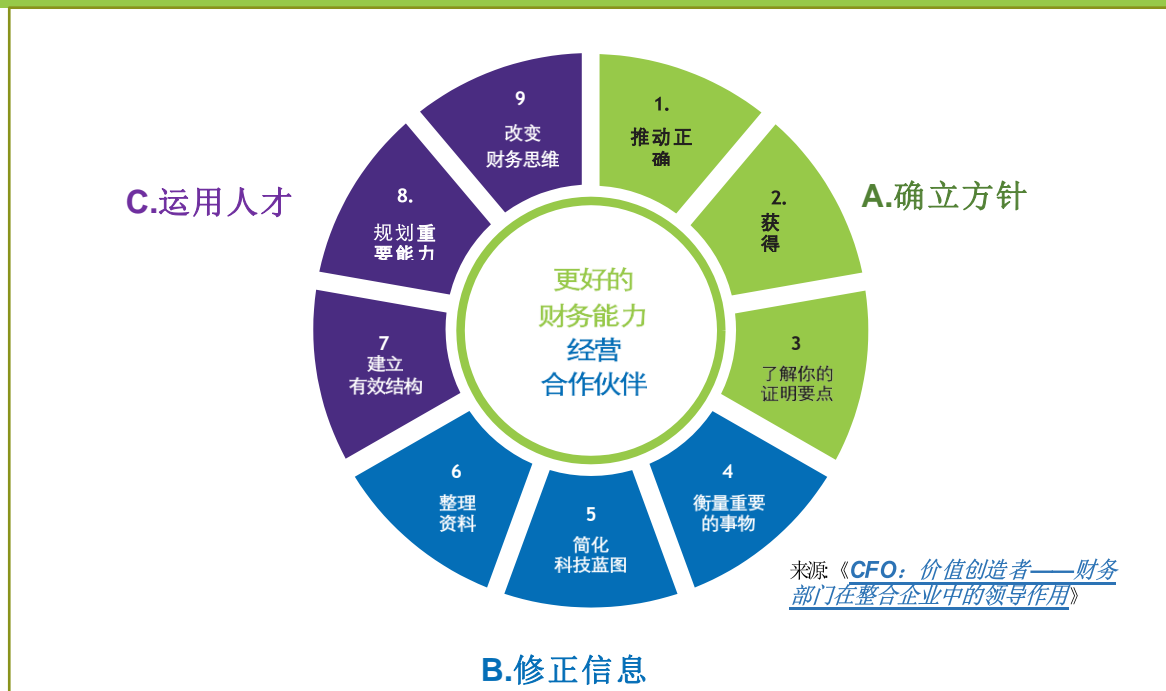 9
改变
财务思维
1.
推动正
确
8.
规划重
要能力
2.
获
得
C.运用人才
A.确立方针
更好的
财务能力
经营
合作伙伴
7
建立
有效结构
3
了解你的
证明要点
6
整理
资料
5
简化
科技蓝图
4
衡量重要
的事物
来源:《CFO：价值创造者——财务
部门在整合企业中的领导作用》
B.修正信息